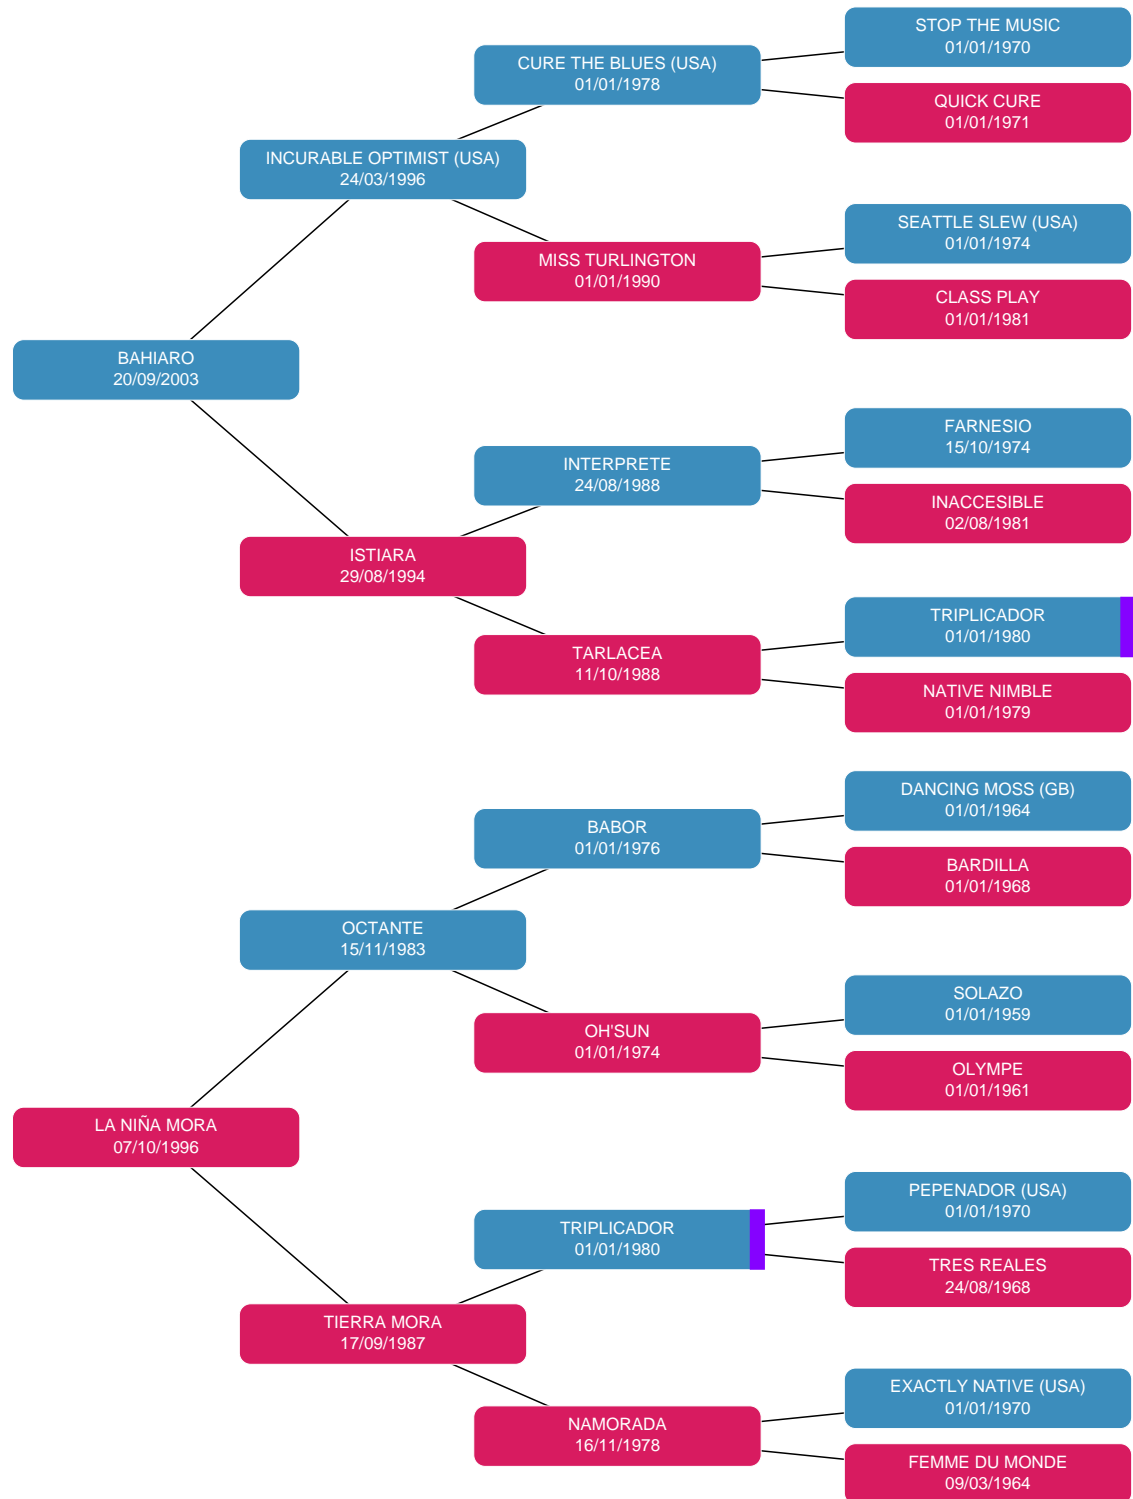 STOP THE MUSIC
01/01/1970
CURE THE BLUES (USA)
01/01/1978
QUICK CURE
01/01/1971
INCURABLE OPTIMIST (USA)
24/03/1996
SEATTLE SLEW (USA)
01/01/1974
MISS TURLINGTON
01/01/1990
CLASS PLAY
01/01/1981
BAHIARO
20/09/2003
FARNESIO
15/10/1974
INTERPRETE
24/08/1988
INACCESIBLE
02/08/1981
ISTIARA
29/08/1994
TRIPLICADOR
01/01/1980
TARLACEA
11/10/1988
NATIVE NIMBLE
01/01/1979
DANCING MOSS (GB)
01/01/1964
BABOR
01/01/1976
BARDILLA
01/01/1968
OCTANTE
15/11/1983
SOLAZO
01/01/1959
OH'SUN
01/01/1974
OLYMPE
01/01/1961
LA NIÑA MORA
07/10/1996
PEPENADOR (USA)
01/01/1970
TRIPLICADOR
01/01/1980
TRES REALES
24/08/1968
TIERRA MORA
17/09/1987
EXACTLY NATIVE (USA)
01/01/1970
NAMORADA
16/11/1978
FEMME DU MONDE
09/03/1964